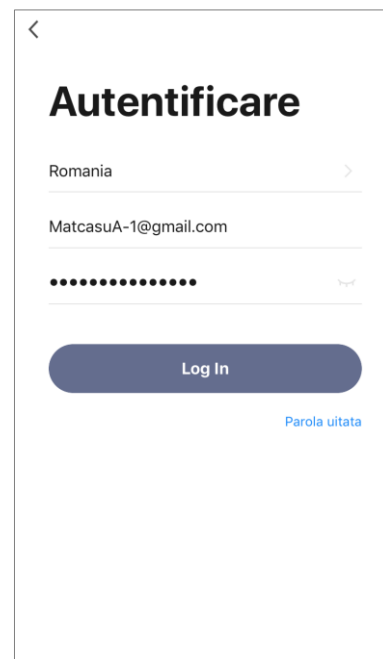 Autentificare
Romania
MatcasuA-1@gmail.com
•••••••••••••••
Log In
Parola uitata